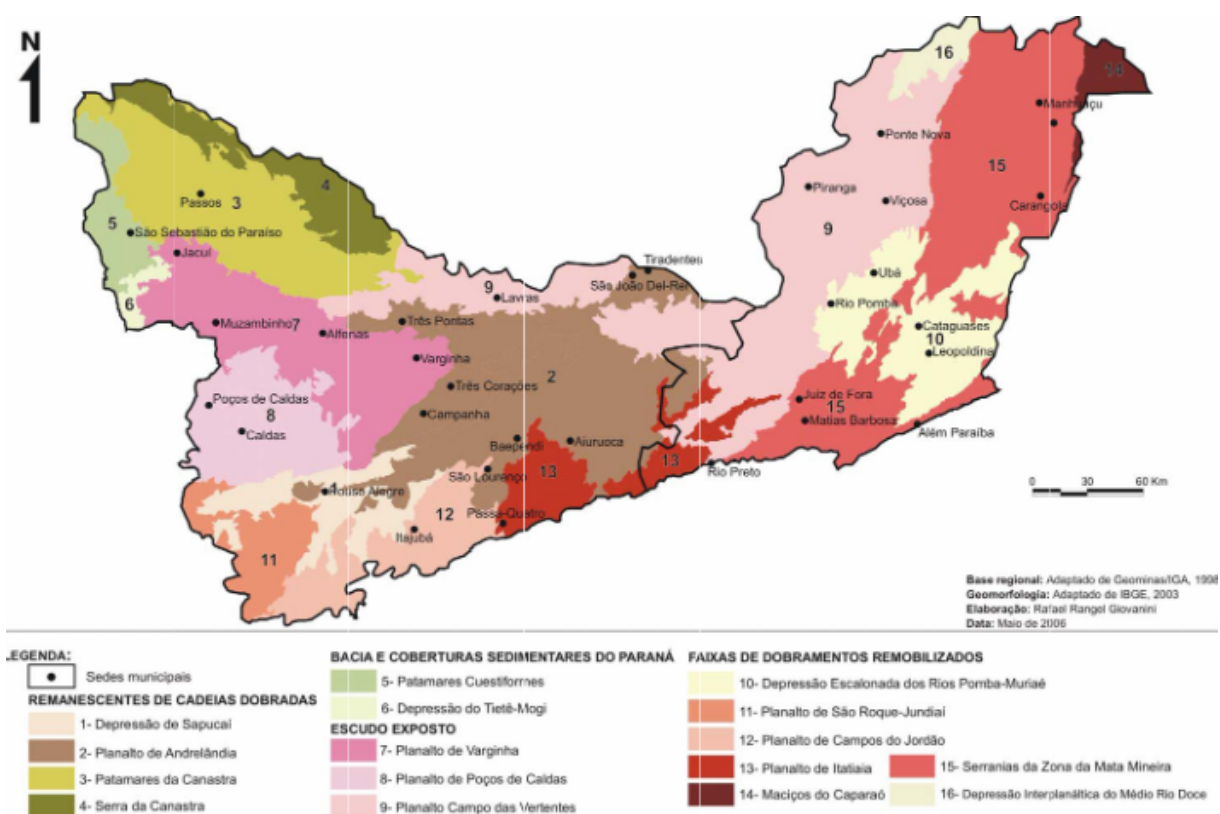 N
16
14
Manhuaçu
Ponte Nova
15
4
Piranga
Passos
3
Viçosa
Carangola
5
São Sebastião do Paraíso
9
Jacuí
Tiradentes
São João Del-Rei
Ubá
6
9
Lavras
Rio Pomba
Muzambinho
7
Três Pontas
Alfenas
Cataguases
10
Leopoldina
Varginha
2
Três Corações
Poços de Caldas
8
Campanha
Juiz de Fora
15
Matias Barbosa
Caldas
Baependi
Aiuruoca
Além Paraíba
São Lourenço
13
13
Rio Preto
1
Pouso Alegre
12
Passa-Quatro
Itajubá
11
0 30 60 Km
Base regional: Adaptado de Geominas/IGA, 1998
Geomorfologia: Adaptado de IBGE, 2003
Elaboração: Rafael Rangel Giovanini
Data: Maio de 2006
EGENDA:
Sedes municipais
REMANESCENTES DE CADEIAS DOBRADAS
1- Depressão de Sapucaí
2- Planalto de Andrelândia
3- Patamares da Canastra
4- Serra da Canastra
BACIA E COBERTURAS SEDIMENTARES DO PARANÁ
5- Patamares Cuestiformes
6- Depressão do Tietê-Mogi
ESCUDO EXPOSTO
7- Planalto de Varginha
8- Planalto de Poços de Caldas
9- Planalto Campo das Vertentes
FAIXAS DE DOBRAMENTOS REMOBILIZADOS
10- Depressão Escalonada dos Rios Pomba-Muriaé
11- Planalto de São Roque-Jundiaí
12- Planalto de Campos do Jordão
13- Planalto de Itatiaia
14- Maciços do Caparaó
15- Serranias da Zona da Mata Mineira
16- Depressão Interplanáltica do Médio Rio Doce